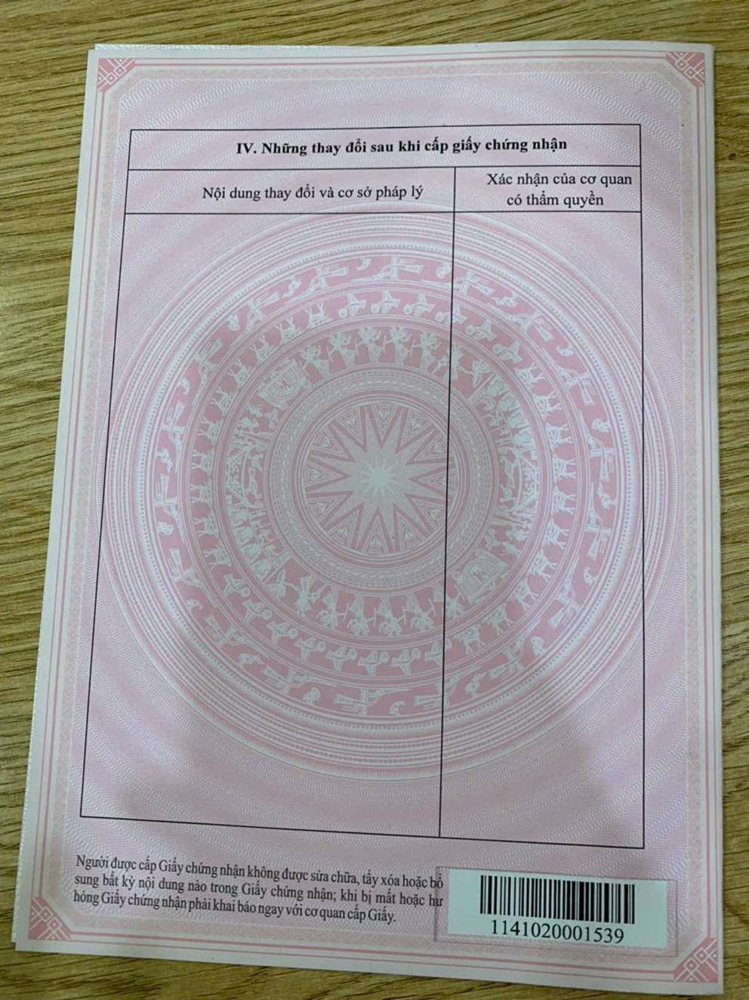 IV. Những thay đổi sau khi cấp giấy chứng nhận
Nội dung thay đổi và cơ sở pháp lý
Xác nhận của cơ quan
có thẩm quyền
Người được cấp Giấy chứng nhận không được sửa chữa, tẩy xóa hoặc bổ
sung bất kỳ nội dung nào trong Giấy chứng nhận; khi bị mất hoặc hư
hỏng Giấy chứng nhận phải khai báo ngay với cơ quan cấp Giấy.
1141020001539